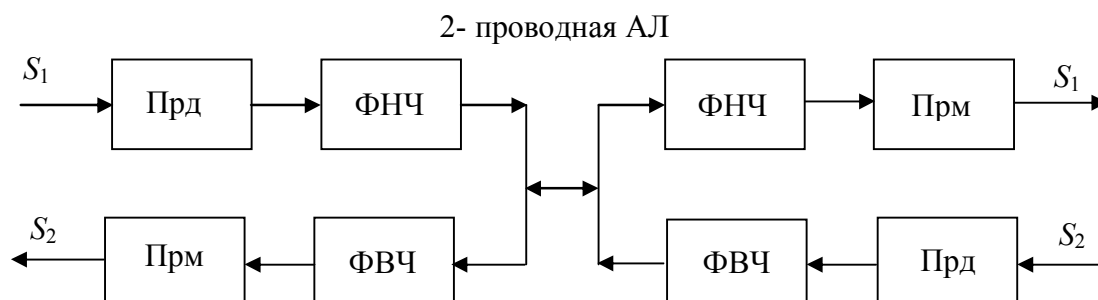 2- проводная АЛ
S₁ Прд ФНЧ ФНЧ Прм S₁
S₂ Прм ФВЧ ФВЧ Прд S₂